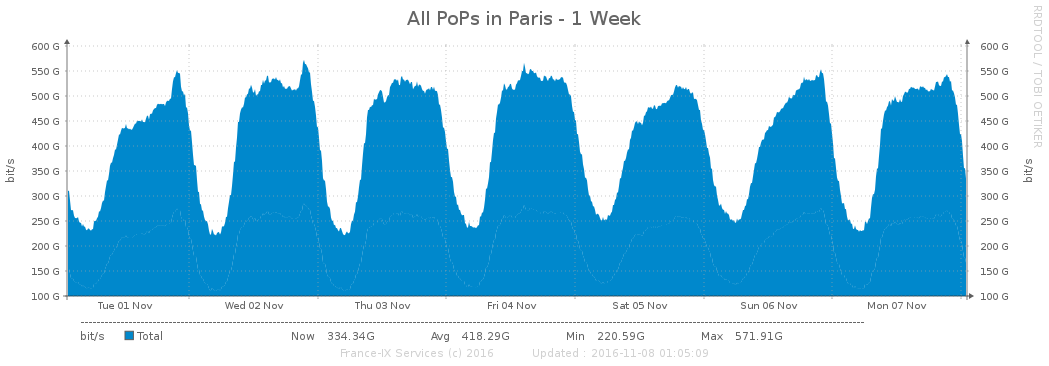 All PoPs in Paris - 1 Week
RRDTOOL / TOBI OETIKER
600 G 600 G
550 G 550 G
500 G 500 G
450 G 450 G
400 G 400 G
350 G 350 G
300 G 300 G
250 G 250 G
200 G 200 G
150 G 150 G
100 G 100 G
bit/s
bit/s
Tue 01 Nov Wed 02 Nov Thu 03 Nov Fri 04 Nov Sat 05 Nov Sun 06 Nov Mon 07 Nov
bit/s Total Now 334.34G Avg 418.29G Min 220.59G Max 571.91G
France-IX Services (c) 2016 Updated : 2016-11-08 01:05:09